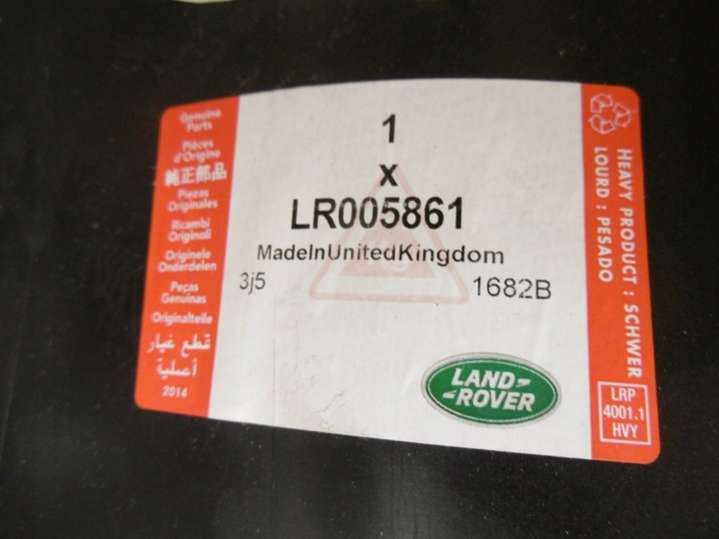 Genuine
Parts
Pièces
d'Origine
純正部品
Piezas
Originales
Ricambi
Originali
Originele
Onderdelen
Peças
Genuínas
Originalteile
قطع غيار
أصلية
2014
1
x
LR005861
MadeInUnitedKingdom
3j5
1682B
LAND-
-ROVER
HEAVY PRODUCT : SCHWER
LOURD : PESADO
LRP
4001.1
HVY